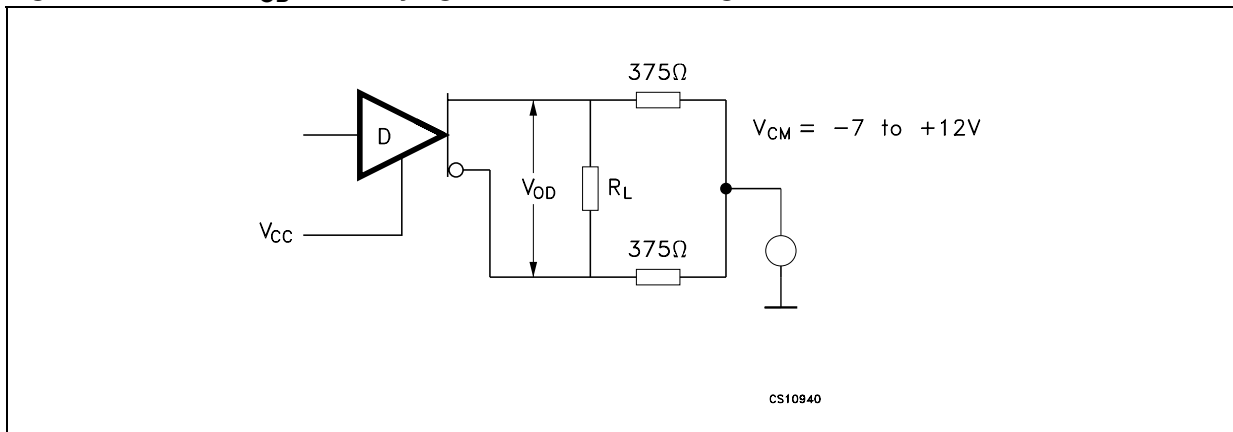 375Ω
V_CM = -7 to +12V
D
V_OD
R_L
V_CC
375Ω
CS10940